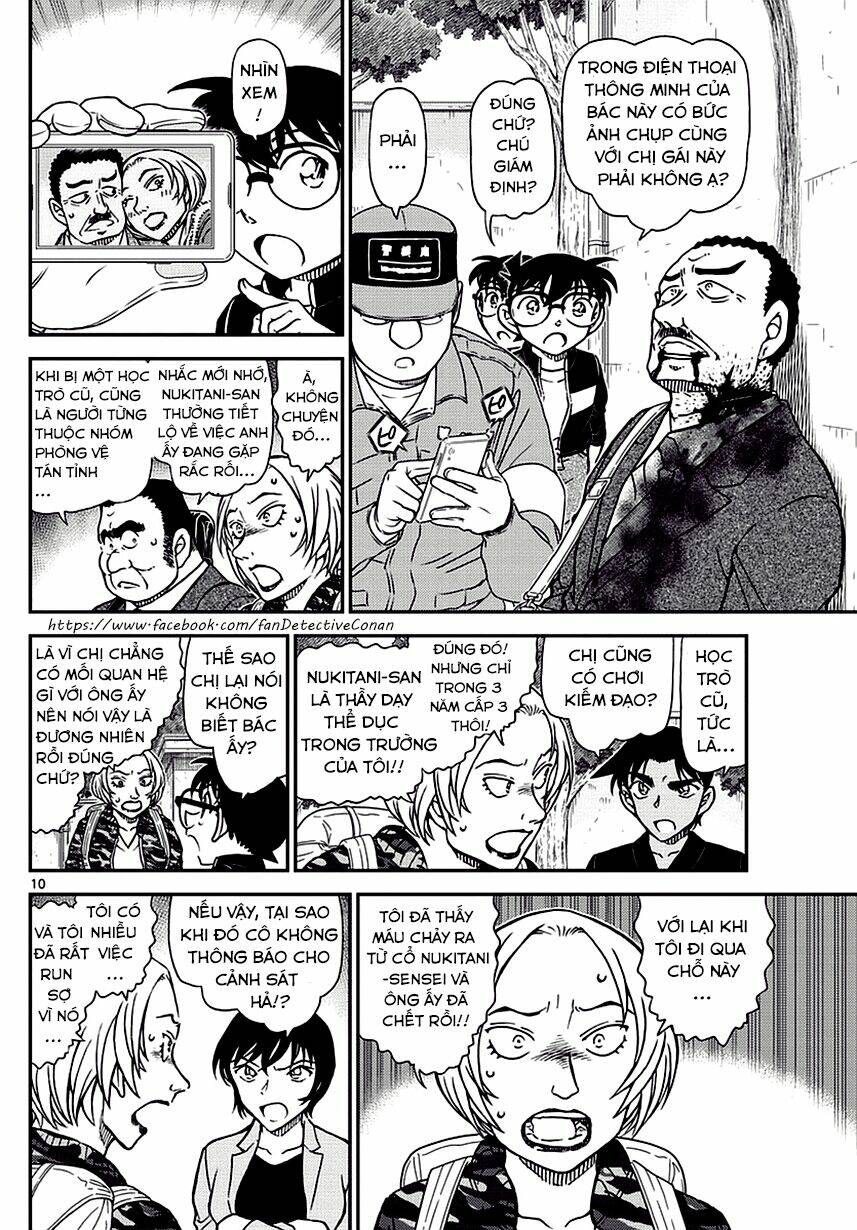 TRONG ĐIỆN THOẠI
THÔNG MINH CỦA
BÁC NÀY CÓ BỨC
ẢNH CHỤP CÙNG
VỚI CHỊ GÁI NÀY
PHẢI KHÔNG Ạ?
ĐÚNG
CHỨ?
CHÚ
GIÁM
ĐỊNH?
PHẢI
...
NHÌN
XEM
!
À,
KHÔNG
CHUYỆN
ĐÓ...
NHẮC MỚI NHỚ,
NUKITANI-SAN
THƯỜNG TIẾT
LỘ VỀ VIỆC ANH
ẤY ĐANG GẶP
RẮC RỐI...
KHI BỊ MỘT HỌC
TRÒ CŨ, CŨNG
LÀ NGƯỜI TỪNG
THUỘC NHÓM
PHÒNG VỆ
TÁN TỈNH
...
https://www.facebook.com/fanDetectiveConan
HỌC
TRÒ
CŨ,
TỨC
LÀ...
CHỊ CŨNG
CÓ CHƠI
KIẾM ĐẠO?
ĐÚNG ĐÓ!
NHƯNG CHỈ
TRONG 3
NĂM CẤP 3
THÔI!
NUKITANI-SAN
LÀ THẦY DẠY
THỂ DỤC
TRONG TRƯỜNG
CỦA TÔI!!
THẾ SAO
CHỊ LẠI NÓI
KHÔNG
BIẾT BÁC
ẤY?
LÀ VÌ CHỊ CHẲNG
CÓ MỐI QUAN HỆ
GÌ VỚI ÔNG ẤY
NÊN NÓI VẬY LÀ
ĐƯƠNG NHIÊN
RỒI ĐÚNG
CHỨ?
10
VỚI LẠI KHI
TÔI ĐI QUA
CHỖ NÀY
...
TÔI ĐÃ THẤY
MÁU CHẢY RA
TỪ CỔ NUKITANI
-SENSEI VÀ
ÔNG ẤY ĐÃ
CHẾT RỒI!!
NẾU VẬY, TẠI SAO
KHI ĐÓ CÔ KHÔNG
THÔNG BÁO CHO
CẢNH SÁT
HẢ!?
TÔI CÓ
NHIỀU
VIỆC
...
VÀ TÔI
ĐÃ RẤT
RUN
SỢ
VÌ NÓ
...